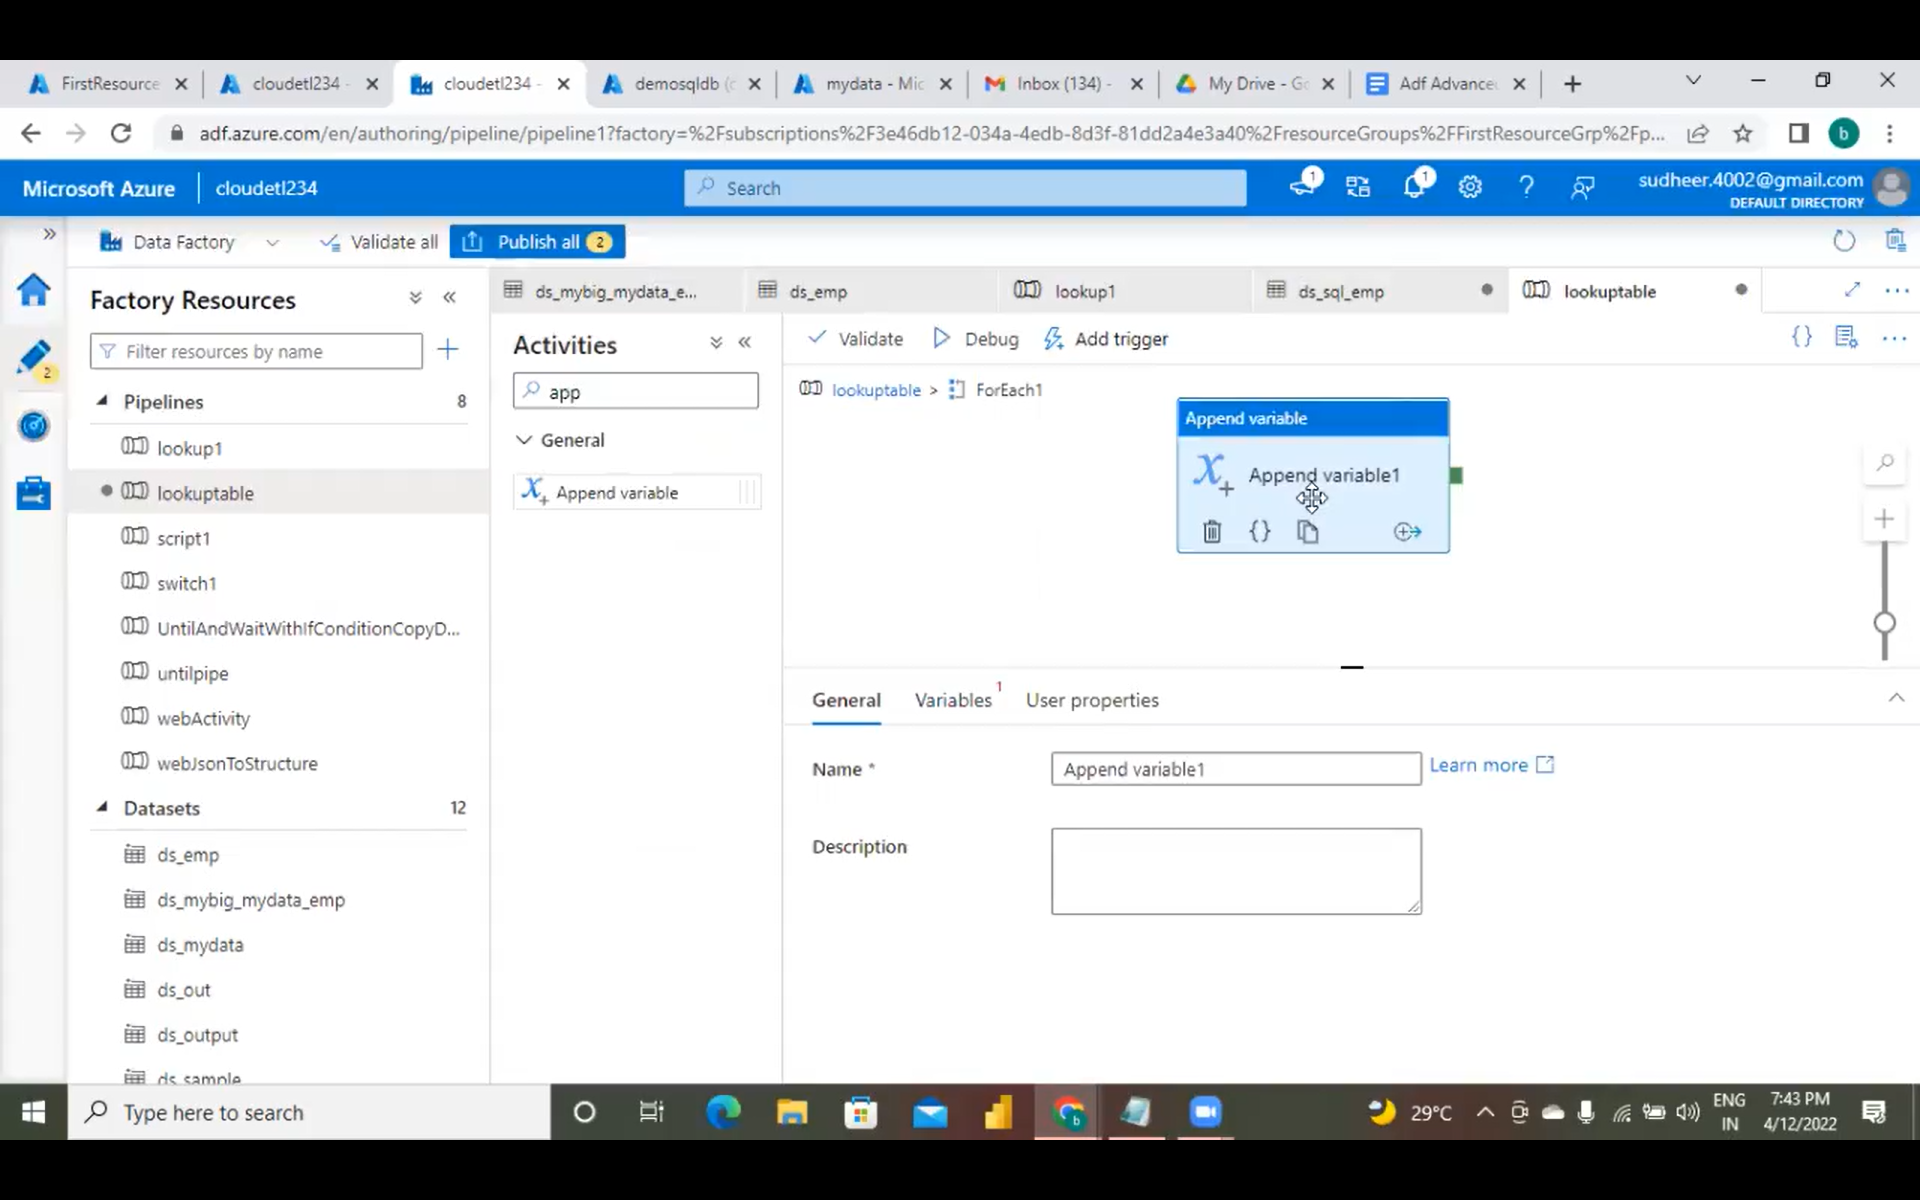 FirstResource
cloudetl234 -
cloudetl234 -
demosqldb (c
mydata - Mic
Inbox (134) -
My Drive - Go
Adf Advance
adf.azure.com/en/authoring/pipeline/pipeline1?factory=%2Fsubscriptions%2F3e46db12-034a-4edb-8d3f-81dd2a4e3a40%2FresourceGroups%2FFirstResourceGrp%2Fp...
b
Microsoft Azure
cloudetl234
Search
1
1
sudheer.4002@gmail.com
DEFAULT DIRECTORY
Data Factory
Validate all
Publish all 2
Factory Resources
Filter resources by name
2
Pipelines 8
lookup1
lookuptable
script1
switch1
UntilAndWaitWithIfConditionCopyD...
untilpipe
webActivity
webJsonToStructure
Datasets 12
ds_emp
ds_mybig_mydata_emp
ds_mydata
ds_out
ds_output
ds_sample
ds_mybig_mydata_e...
ds_emp
lookup1
ds_sql_emp
lookuptable
Activities
app
General
Append variable
Validate
Debug
Add trigger
lookuptable > ForEach1
Append variable
Append variable1
General
Variables 1
User properties
Name *
Append variable1
Learn more
Description
Type here to search
29°C
ENG
IN
7:43 PM
4/12/2022